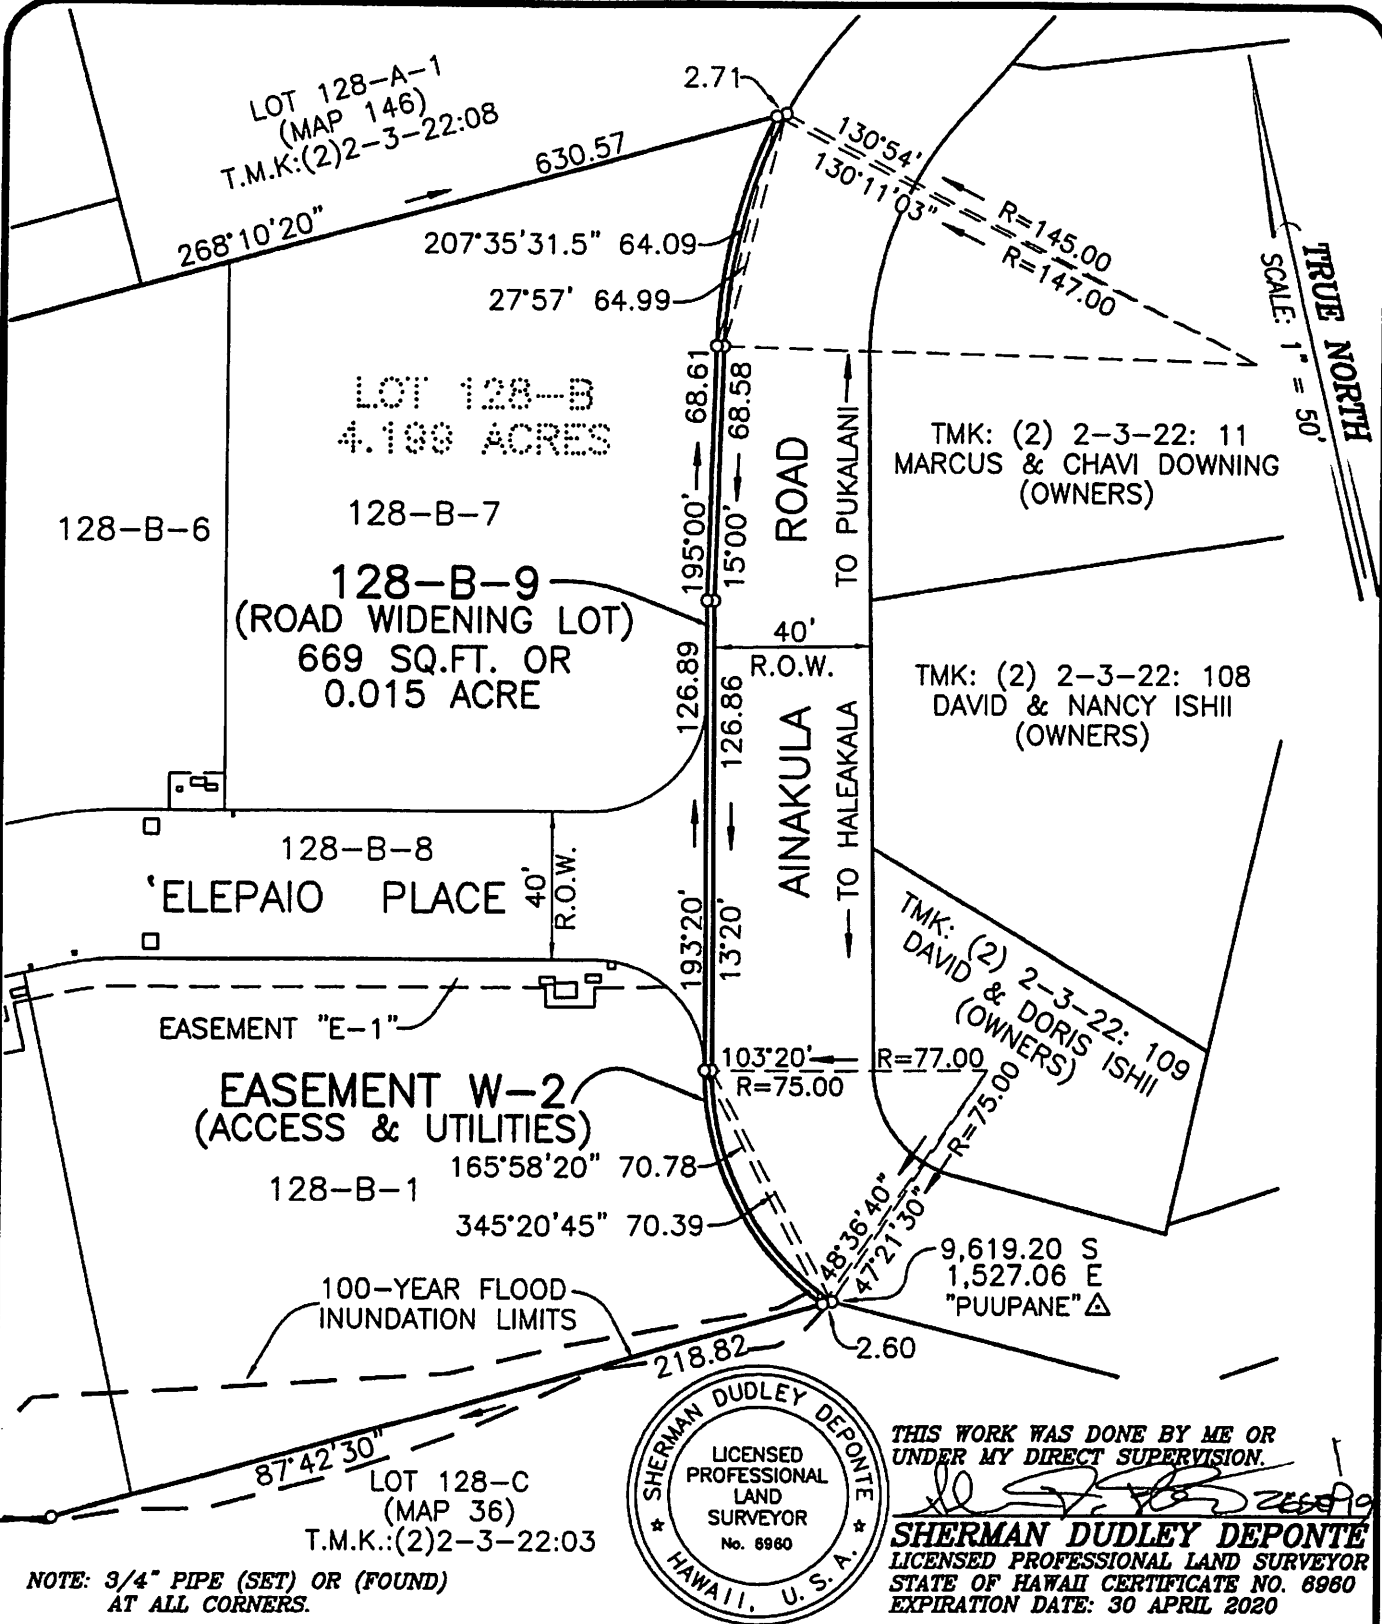 LOT 128-A-1
(MAP 146)
T.M.K:(2)2-3-22:08
268°10'20"
630.57
2.71
130°54'
130°11'03"
R=145.00
R=147.00
TRUE NORTH
SCALE: 1" = 50'
207°35'31.5" 64.09
27°57' 64.99
LOT 128-B
4.199 ACRES
128-B-6
128-B-7
128-B-9
(ROAD WIDENING LOT)
669 SQ.FT. OR
0.015 ACRE
195°00'
68.61
15°00'
68.58
ROAD
TO PUKALANI
TMK: (2) 2-3-22: 11
MARCUS & CHAVI DOWNING
(OWNERS)
40'
R.O.W.
126.89
126.86
193°20'
13°20'
AINAKULA
TO HALEAKALA
TMK: (2) 2-3-22: 108
DAVID & NANCY ISHII
(OWNERS)
128-B-8
'ELEPAIO PLACE
40'
R.O.W.
TMK: (2) 2-3-22: 109
DAVID & DORIS ISHII
(OWNERS)
EASEMENT "E-1"
103°20'
R=77.00
R=75.00
R=75.00
EASEMENT W-2
(ACCESS & UTILITIES)
165°58'20" 70.78
128-B-1
345°20'45" 70.39
48°36'40"
47°21'30"
9,619.20 S
1,527.06 E
"PUUPANE"
100-YEAR FLOOD
INUNDATION LIMITS
218.82
2.60
87°42'30"
LOT 128-C
(MAP 36)
T.M.K.:(2)2-3-22:03
SHERMAN DUDLEY DEPONTE
LICENSED
PROFESSIONAL
LAND
SURVEYOR
No. 6960
HAWAII, U.S.A.
THIS WORK WAS DONE BY ME OR
UNDER MY DIRECT SUPERVISION.
SHERMAN DUDLEY DEPONTE
LICENSED PROFESSIONAL LAND SURVEYOR
STATE OF HAWAII CERTIFICATE NO. 6960
EXPIRATION DATE: 30 APRIL 2020
NOTE: 3/4" PIPE (SET) OR (FOUND)
AT ALL CORNERS.